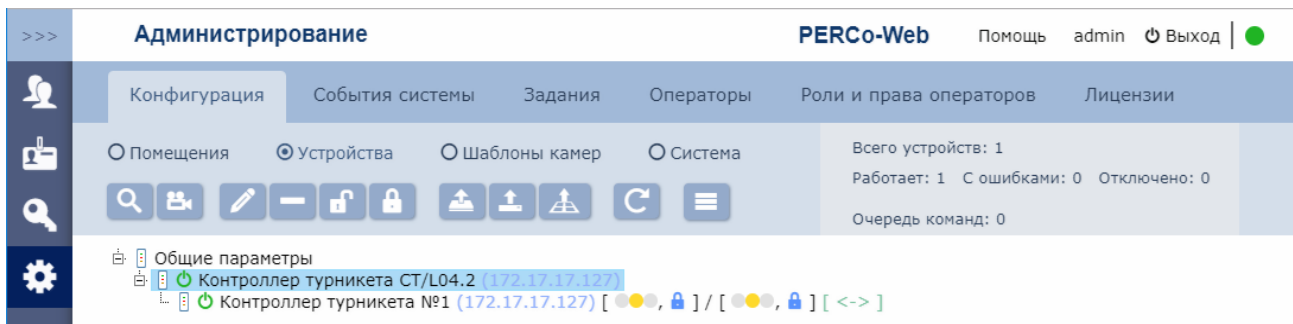 >>> Администрирование PERCo-Web Помощь admin Выход
Конфигурация События системы Задания Операторы Роли и права операторов Лицензии
Помещения Устройства Шаблоны камер Система Всего устройств: 1
Работает: 1 С ошибками: 0 Отключено: 0
Очередь команд: 0
Общие параметры
Контроллер турникета CT/L04.2 (172.17.17.127)
Контроллер турникета №1 (172.17.17.127) [ , ] / [ , ] [ <-> ]